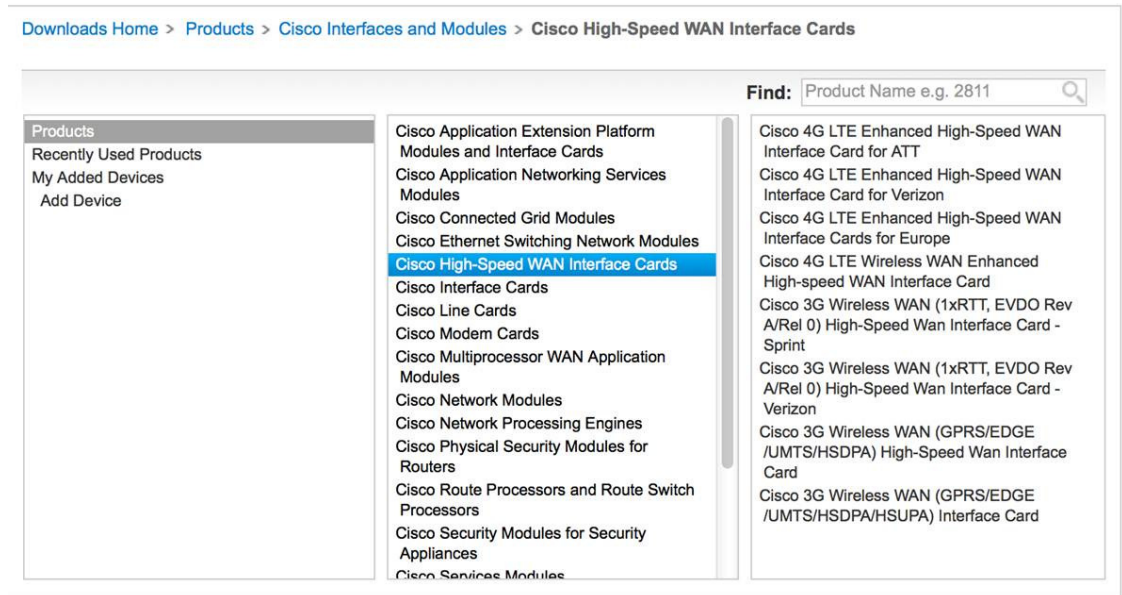 Downloads Home > Products > Cisco Interfaces and Modules > Cisco High-Speed WAN Interface Cards
Find: Product Name e.g. 2811
Products
Recently Used Products
My Added Devices
Add Device
Cisco Application Extension Platform
Modules and Interface Cards
Cisco Application Networking Services
Modules
Cisco Connected Grid Modules
Cisco Ethernet Switching Network Modules
Cisco High-Speed WAN Interface Cards
Cisco Interface Cards
Cisco Line Cards
Cisco Modem Cards
Cisco Multiprocessor WAN Application
Modules
Cisco Network Modules
Cisco Network Processing Engines
Cisco Physical Security Modules for
Routers
Cisco Route Processors and Route Switch
Processors
Cisco Security Modules for Security
Appliances
Cisco Services Modules
Cisco 4G LTE Enhanced High-Speed WAN
Interface Card for ATT
Cisco 4G LTE Enhanced High-Speed WAN
Interface Card for Verizon
Cisco 4G LTE Enhanced High-Speed WAN
Interface Cards for Europe
Cisco 4G LTE Wireless WAN Enhanced
High-speed WAN Interface Card
Cisco 3G Wireless WAN (1xRTT, EVDO Rev
A/Rel 0) High-Speed Wan Interface Card -
Sprint
Cisco 3G Wireless WAN (1xRTT, EVDO Rev
A/Rel 0) High-Speed Wan Interface Card -
Verizon
Cisco 3G Wireless WAN (GPRS/EDGE
/UMTS/HSDPA) High-Speed Wan Interface
Card
Cisco 3G Wireless WAN (GPRS/EDGE
/UMTS/HSDPA/HSUPA) Interface Card